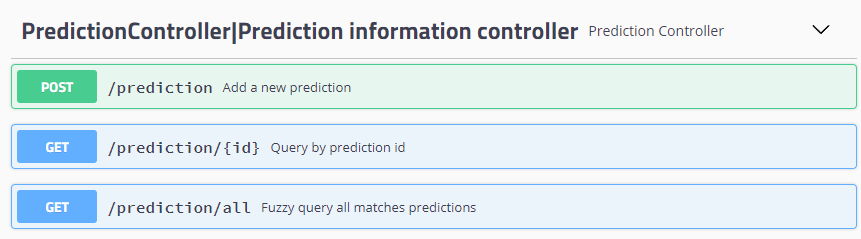 PredictionController|Prediction information controller Prediction Controller
POST /prediction Add a new prediction
GET /prediction/{id} Query by prediction id
GET /prediction/all Fuzzy query all matches predictions